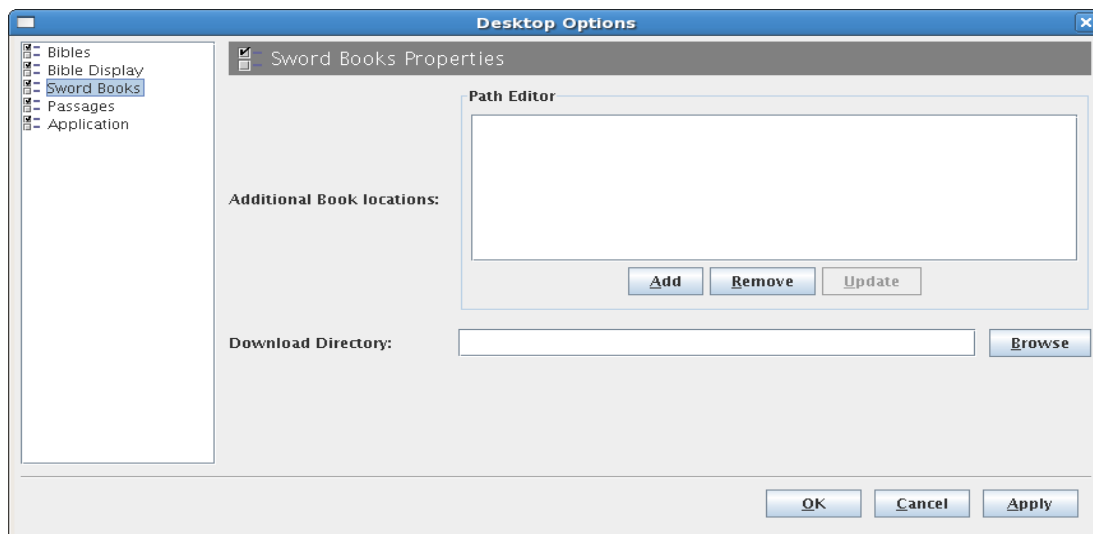 Desktop Options
Bibles
Bible Display
Sword Books
Passages
Application
Sword Books Properties
Path Editor
Additional Book locations:
Add Remove Update
Download Directory: Browse
OK Cancel Apply